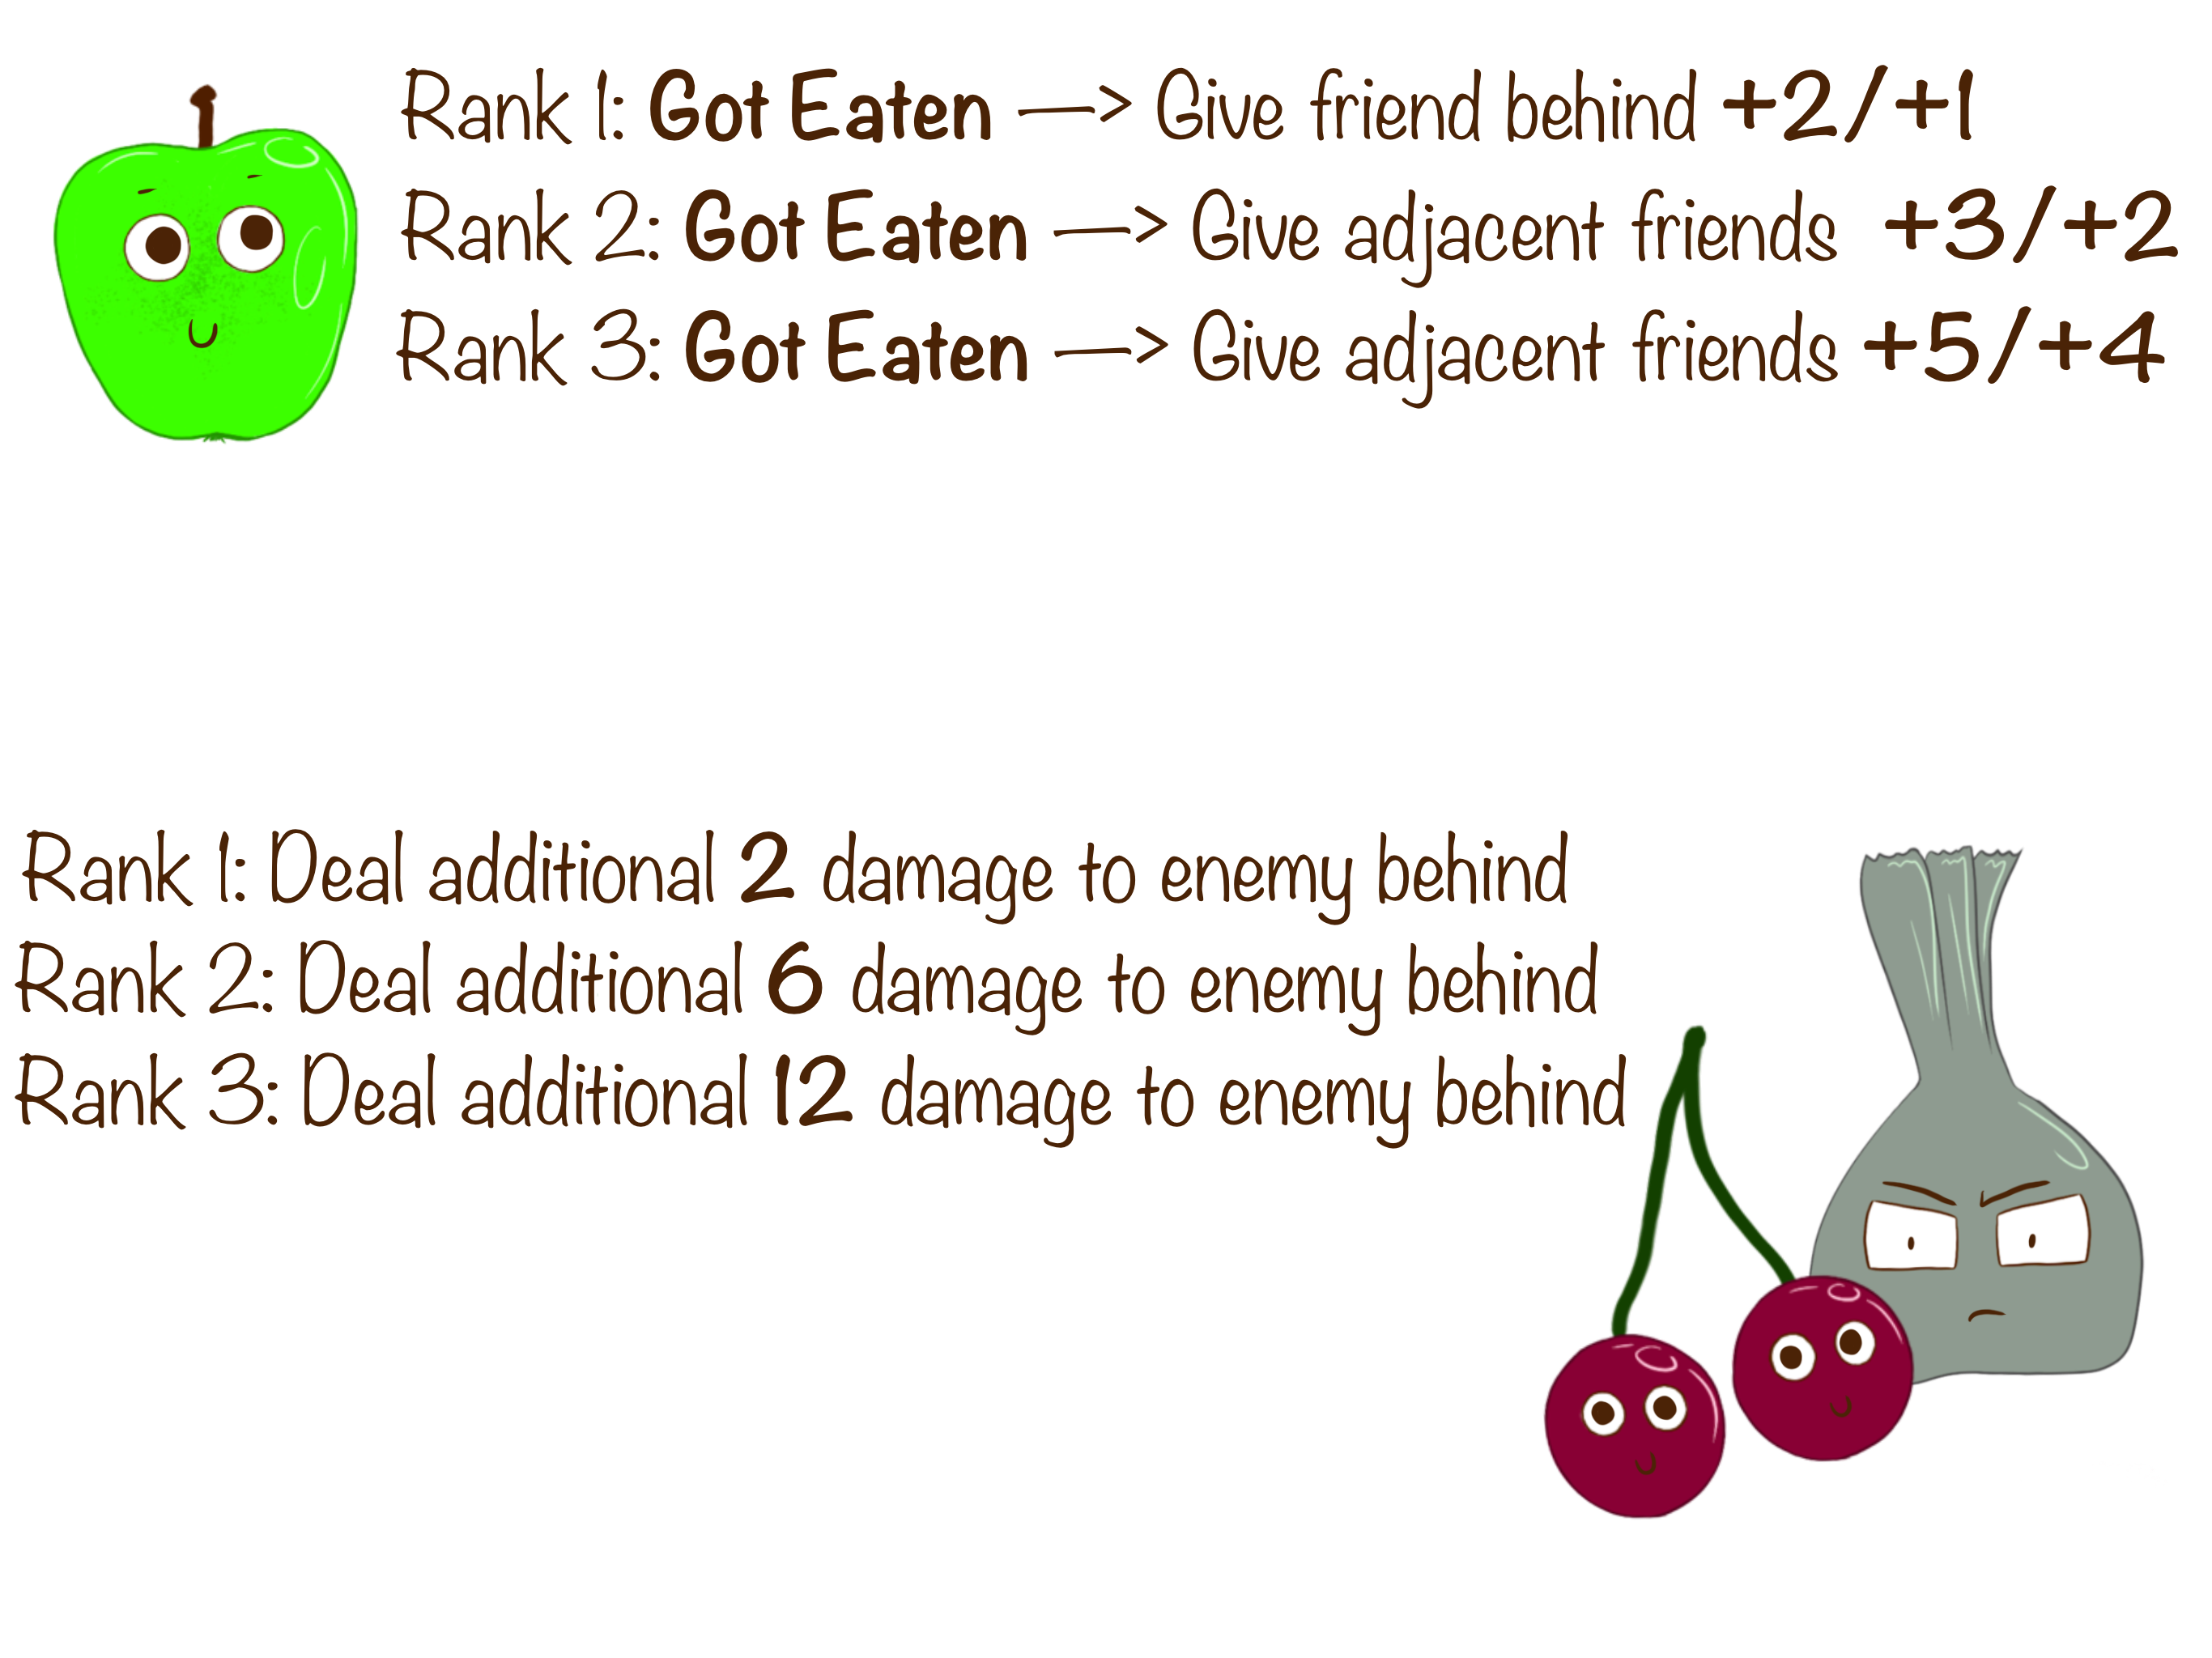 Rank 1: Got Eaten —> Give friend behind +2/+1
Rank 2: Got Eaten —> Give adjacent friends +3/+2
Rank 3: Got Eaten —> Give adjacent friends +5/+4
Rank 1: Deal additional 2 damage to enemy behind
Rank 2: Deal additional 6 damage to enemy behind
Rank 3: Deal additional 12 damage to enemy behind